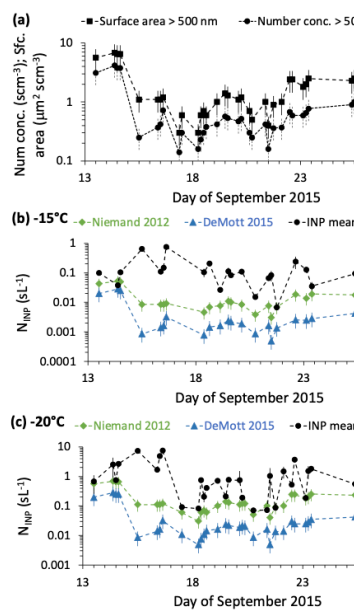 (a)
Surface area > 500 nm
Number conc. > 50
Num conc. (scm⁻³); Sfc.
area (μm² scm⁻³)
10
1
0.1
13 18 23
Day of September 2015
(b) -15°C
Niemand 2012 DeMott 2015 INP mean
N_INP (sL⁻¹)
1
0.1
0.01
0.001
0.0001
13 18 23
Day of September 2015
(c) -20°C
Niemand 2012 DeMott 2015 INP mean
N_INP (sL⁻¹)
10
1
0.1
0.01
0.001
13 18 23
Day of September 2015